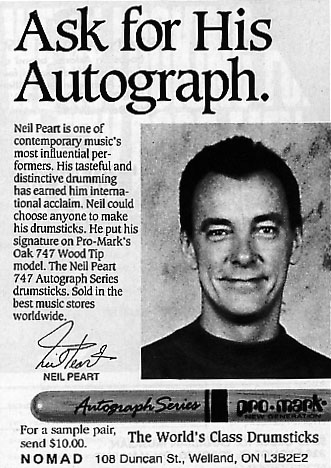 Ask for His
Autograph.
Neil Peart is one of
contemporary music's
most influential per-
formers. His tasteful and
distinctive drumming
has earned him interna-
tional acclaim. Neil could
choose anyone to make
his drumsticks. He put his
signature on Pro-Mark's
Oak 747 Wood Tip
model. The Neil Peart
747 Autograph Series
drumsticks. Sold in the
best music stores
worldwide.
Neil Peart
NEIL PEART
Autograph Series pro·mark®
NEW GENERATION
For a sample pair,
send $10.00.
The World's Class Drumsticks
NOMAD 108 Duncan St., Welland, ON L3B2E2